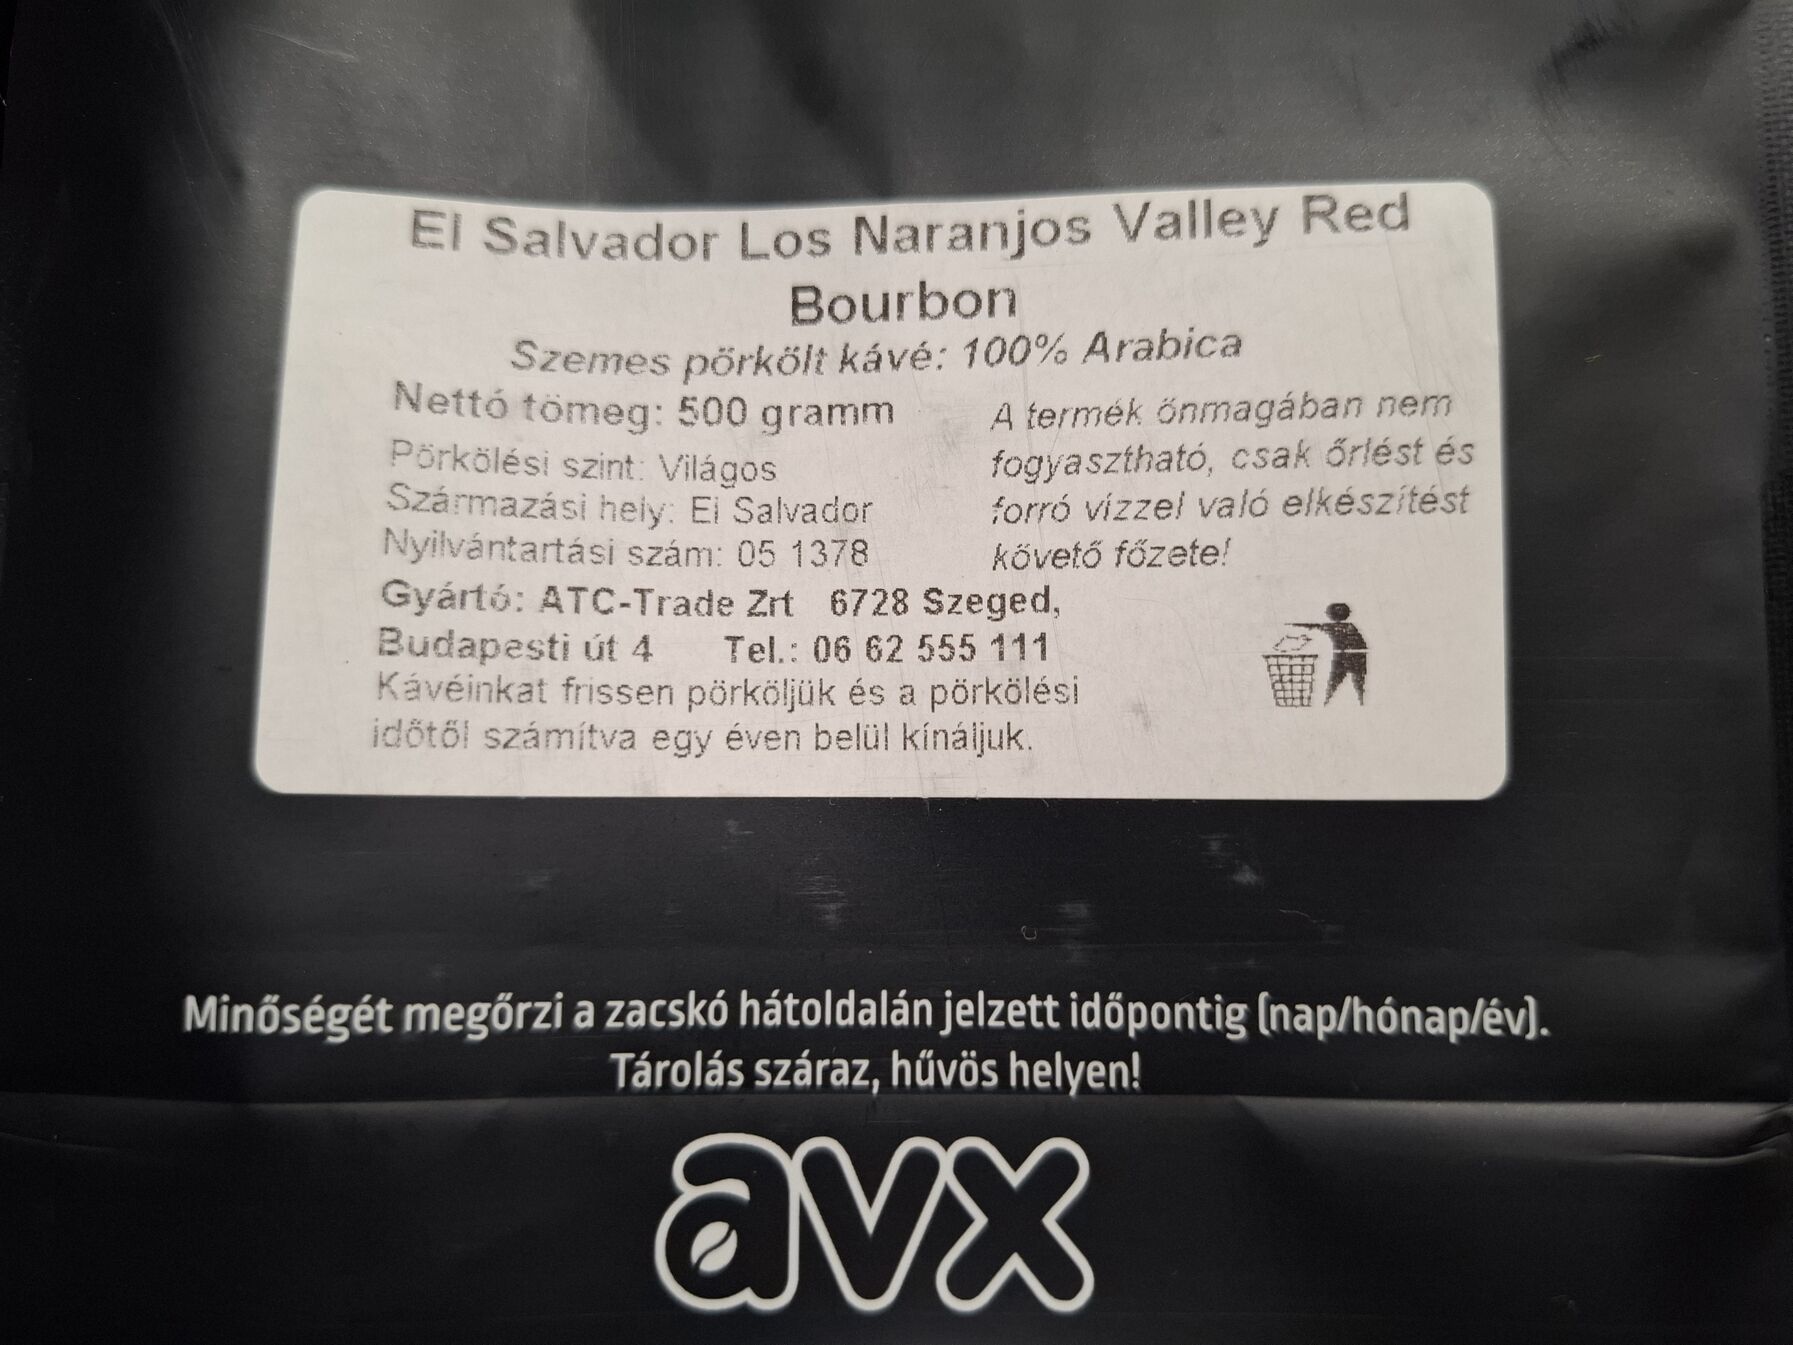 El Salvador Los Naranjos Valley Red
Bourbon
Szemes pörkölt kávé: 100% Arabica
Nettó tömeg: 500 gramm
Pörkölési szint: Világos
Származási hely: El Salvador
Nyilvántartási szám: 05 1378
A termék önmagában nem
fogyasztható, csak őrlést és
forró vízzel való elkészítést
követő főzete!
Gyártó: ATC-Trade Zrt 6728 Szeged,
Budapesti út 4 Tel.: 06 62 555 111
Kávéinkat frissen pörköljük és a pörkölési
időtől számítva egy éven belül kínáljuk.
Minőségét megőrzi a zacskó hátoldalán jelzett időpontig (nap/hónap/év).
Tárolás száraz, hűvös helyen!
avx